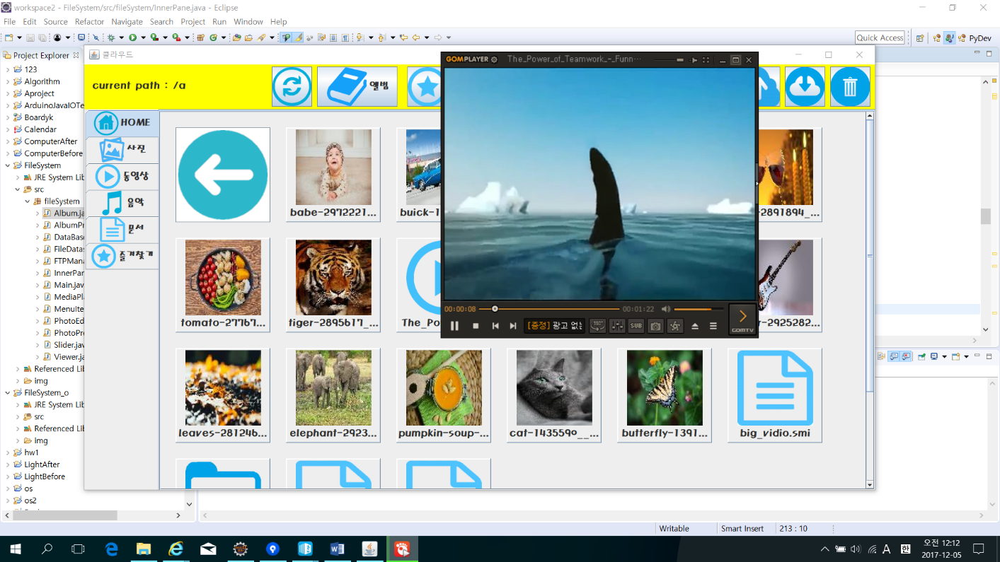 workspace2 - FileSystem/src/fileSystem/InnerPane.java - Eclipse
File Edit Source Refactor Navigate Search Project Run Window Help
Quick Access
PyDev
Project Explorer
클라우드
GOMPLAYER
The_Power_of_Teamwork_-_Funn...
current path : /a
앨범
HOME
사진
동영상
음악
문서
즐겨찾기
123
Algorithm
Aproject
ArduinoJavaIOTe
Boardyk
Calendar
ComputerAfter
ComputerBefore
FileSystem
JRE System Lib
src
fileSystem
Album.ja
AlbumPr
DataBas
FileData
FTPMana
InnerPar
Main.jav
MediaPl
MenuIte
PhotoEd
PhotoPre
Slider.jav
Viewer.ja
Referenced Lib
img
FileSystem_o
JRE System Lib
src
Referenced Lib
img
hw1
LightAfter
LightBefore
os
os2
babe-2972221...
buick-1
-2891894_...
tomato-27767...
tiger-2895617_...
The_Po
-2925282...
00:00:08
00:01:22
[증정] 광고 없는
360°
SUB
GOMTV
leaves-281246...
elephant-2923...
pumpkin-soup-...
cat-1435590__...
butterfly-1391...
big_vidio.smi
Writable
Smart Insert
213 : 10
A
한
오전 12:12
2017-12-05